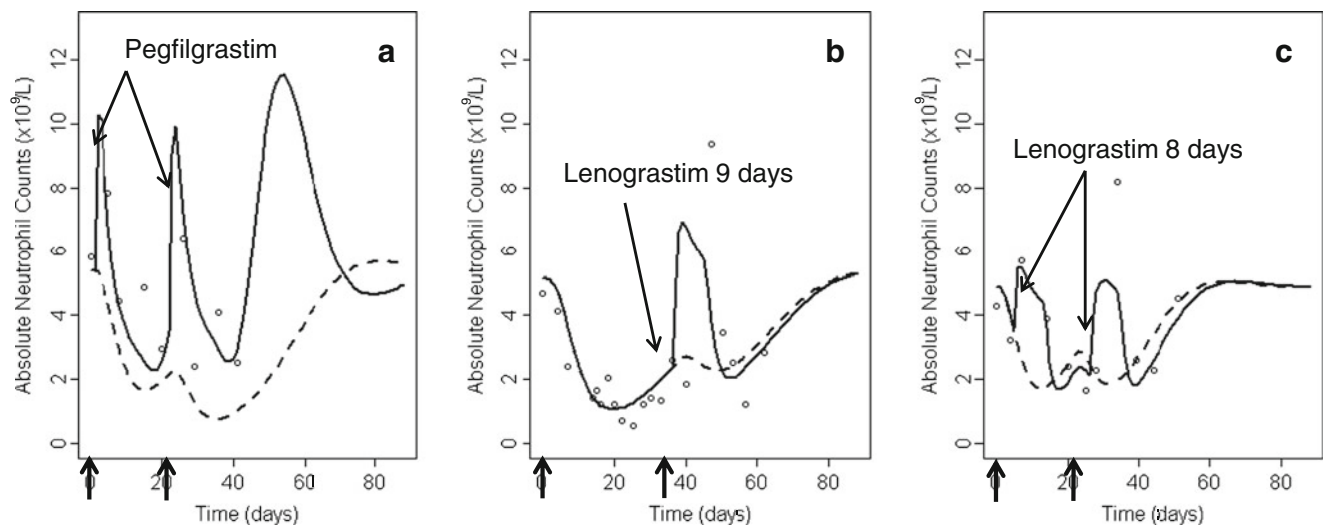 a
Pegfilgrastim
Absolute Neutrophil Counts (x10⁹/L)
12
10
8
6
4
2
0
0 20 40 60 80
Time (days)
b
Lenograstim 9 days
Absolute Neutrophil Counts (x10⁹/L)
12
10
8
6
4
2
0
0 20 40 60 80
Time (days)
c
Lenograstim 8 days
Absolute Neutrophil Counts (x10⁹/L)
12
10
8
6
4
2
0
0 20 40 60 80
Time (days)